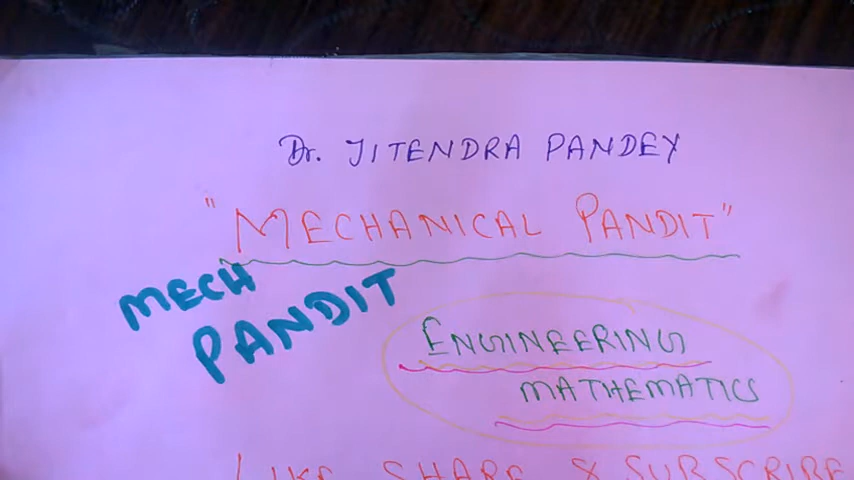 Dr. JITENDRA PANDEY
"MECHANICAL PANDIT"
MECH
PANDIT
ENGINEERING
MATHEMATICS
LIKE SHARE & SUBSCRIBE